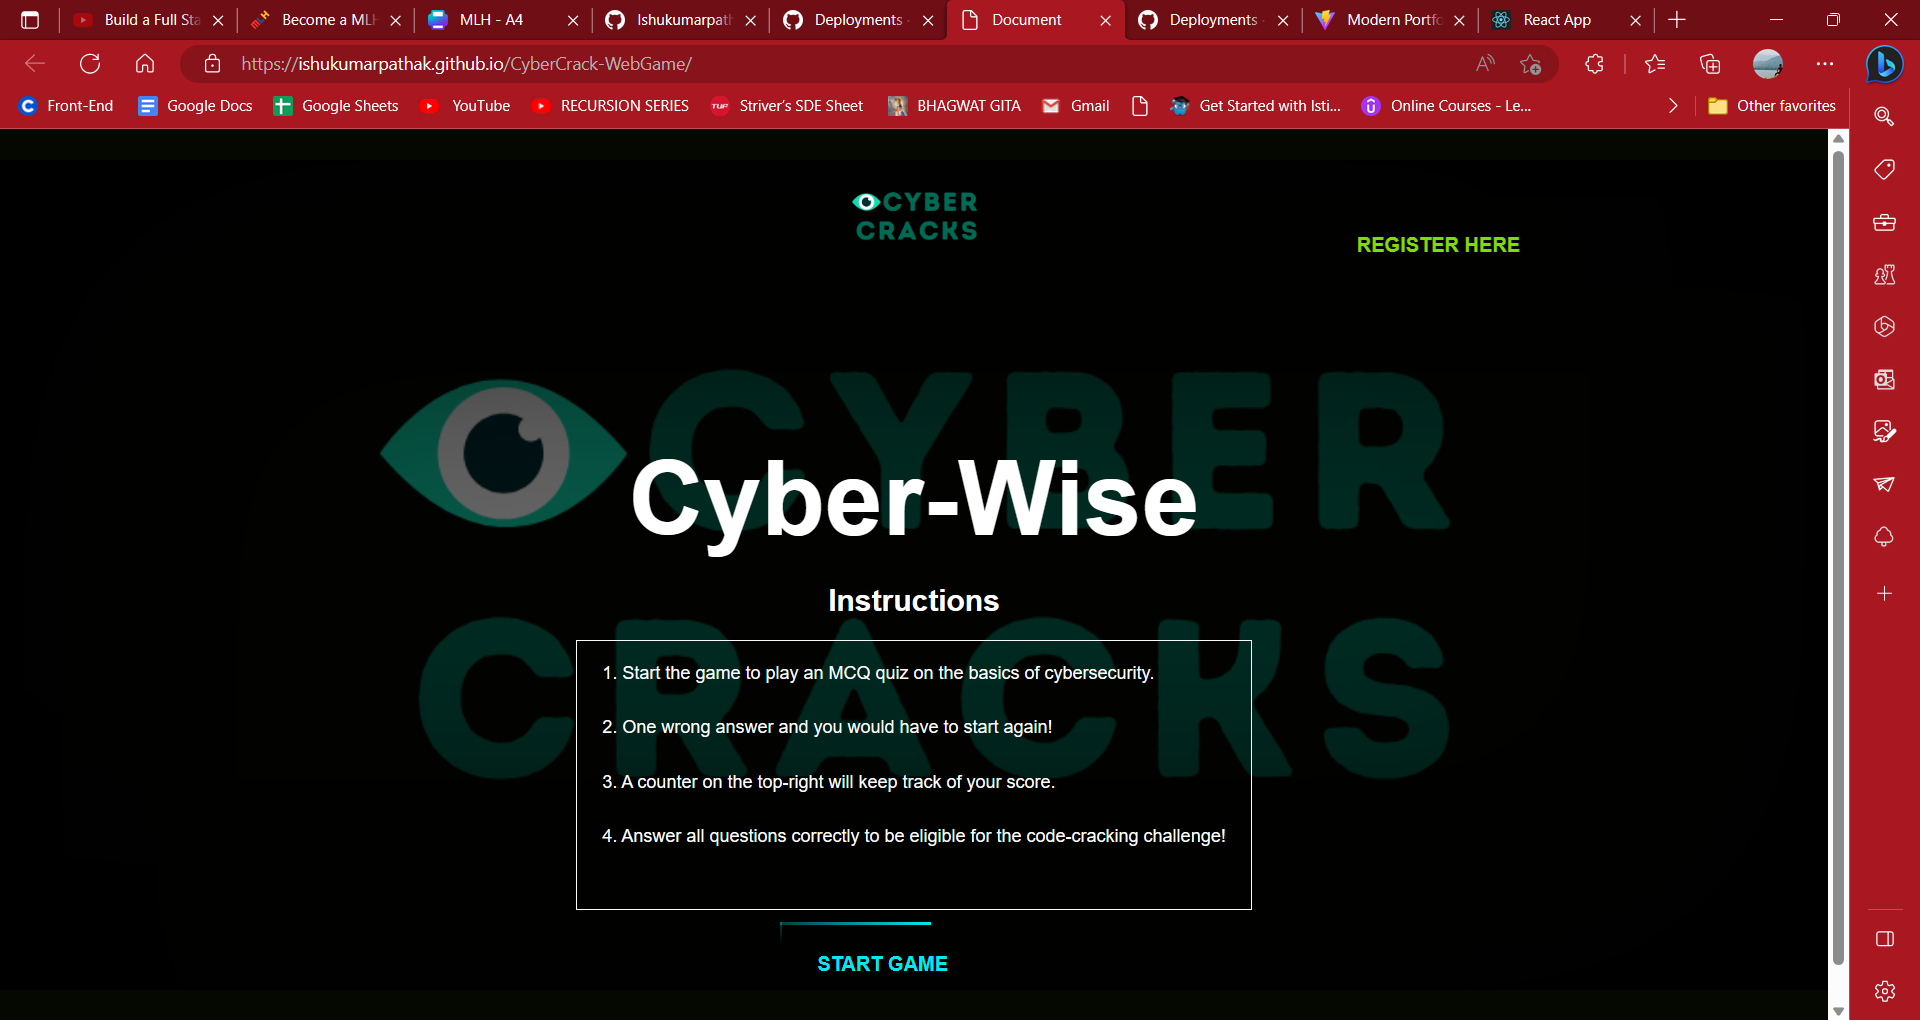 Build a Full Sta
Become a MLH
MLH - A4
Ishukumarpath
Deployments
Document
Deployments
Modern Portfo
React App
https://ishukumarpathak.github.io/CyberCrack-WebGame/
Front-End
Google Docs
Google Sheets
YouTube
RECURSION SERIES
TUF
Striver's SDE Sheet
BHAGWAT GITA
Gmail
Get Started with Isti...
Online Courses - Le...
Other favorites
CYBER
CRACKS
REGISTER HERE
CYBER
Cyber-Wise
Instructions
CRACKS
1. Start the game to play an MCQ quiz on the basics of cybersecurity.
2. One wrong answer and you would have to start again!
3. A counter on the top-right will keep track of your score.
4. Answer all questions correctly to be eligible for the code-cracking challenge!
START GAME